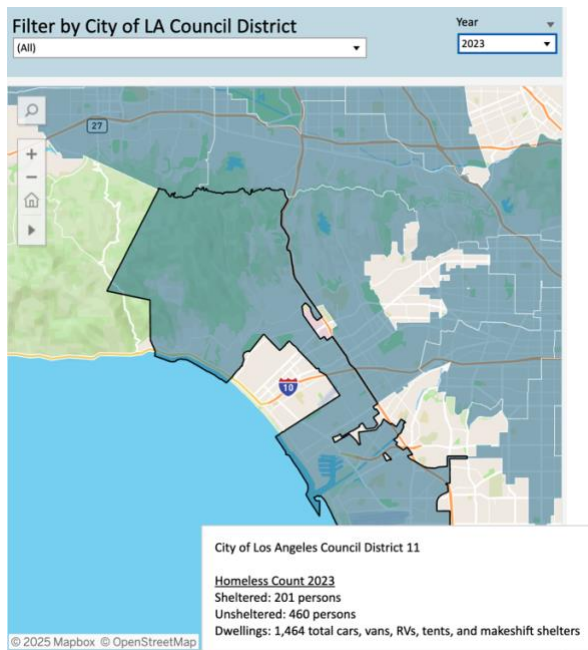 Filter by City of LA Council District
(All)
Year
2023
27
10
City of Los Angeles Council District 11
Homeless Count 2023
Sheltered: 201 persons
Unsheltered: 460 persons
Dwellings: 1,464 total cars, vans, RVs, tents, and makeshift shelters
© 2025 Mapbox © OpenStreetMap